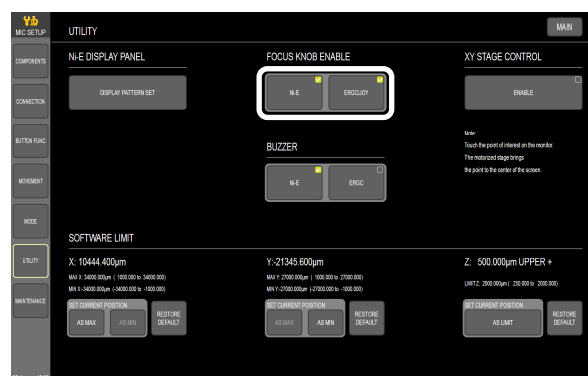 MIC SETUP
UTILITY
MAIN
COMPONENTS
CONNECTION
BUTTON FUNC.
MOVEMENT
MODE
UTILITY
MAINTENANCE
Ni-E DISPLAY PANEL
DISPLAY PATTERN SET
FOCUS KNOB ENABLE
Ni-E
ERGOJOY
XY STAGE CONTROL
ENABLE
Note:
Touch the point of interest on the monitor.
The motorized stage brings
the point to the center of the screen.
BUZZER
Ni-E
ERGC
SOFTWARE LIMIT
X: 10444.400μm
MAX X: 34000.000μm ( 1000.000 to 34000.000)
MIN X:-34000.000μm (-34000.000 to -1000.000)
SET CURRENT POSITION
AS MAX
AS MIN
RESTORE
DEFAULT
Y:-21345.600μm
MAX Y: 27000.000μm ( 1000.000 to 27000.000)
MIN Y:-27000.000μm (-27000.000 to -1000.000)
SET CURRENT POSITION
AS MAX
AS MIN
RESTORE
DEFAULT
Z: 500.000μm UPPER +
LIMIT Z: 2000.000μm ( 250.000 to 2000.000)
SET CURRENT POSITION
AS LIMIT
RESTORE
DEFAULT